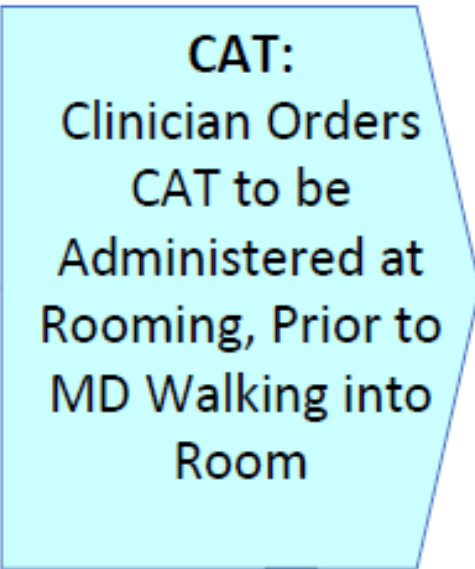 CAT:
Clinician Orders
CAT to be
Administered at
Rooming, Prior to
MD Walking into
Room